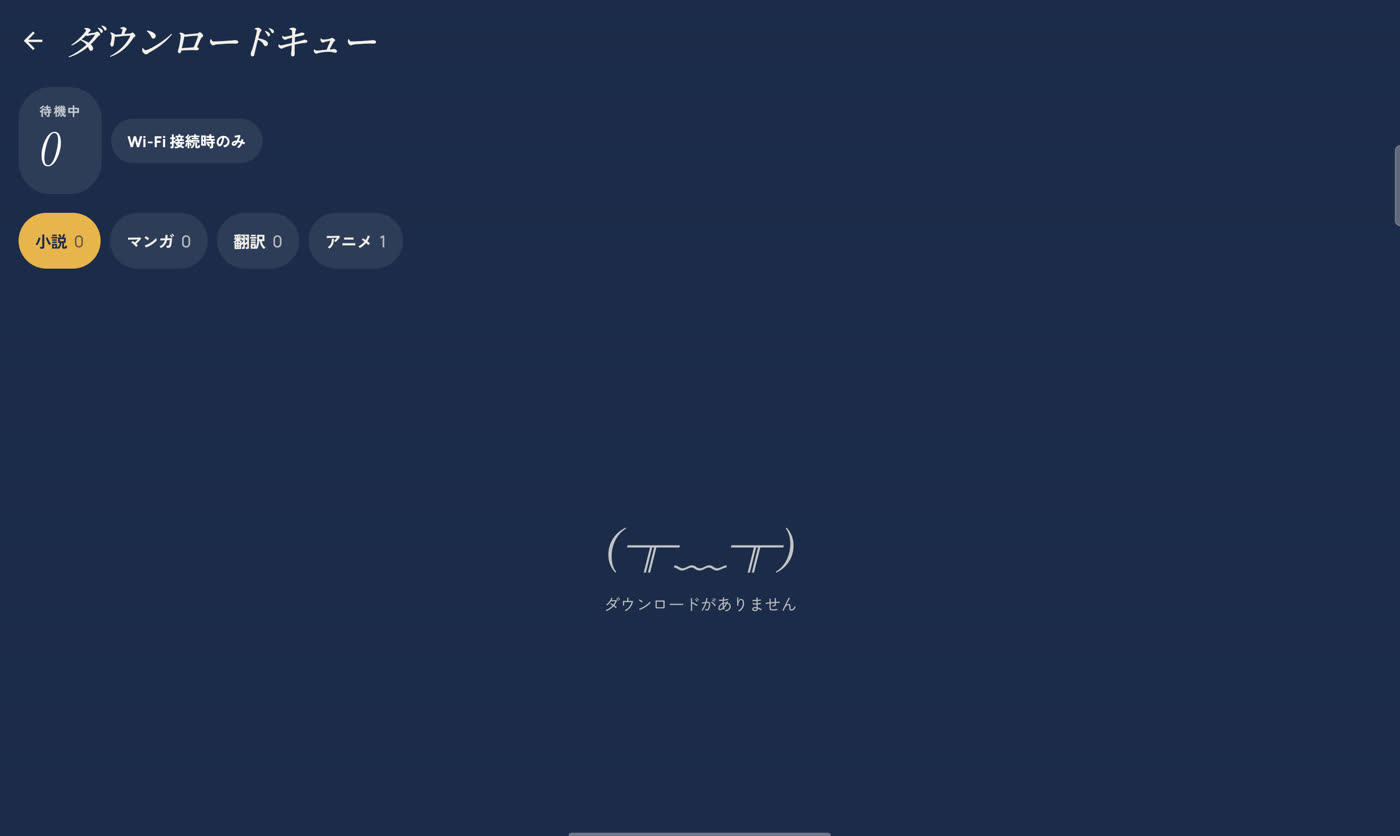 ダウンロードキュー
待機中
0
Wi-Fi 接続時のみ
小説 0 マンガ 0 翻訳 0 アニメ 1
(╥﹏╥)
ダウンロードがありません